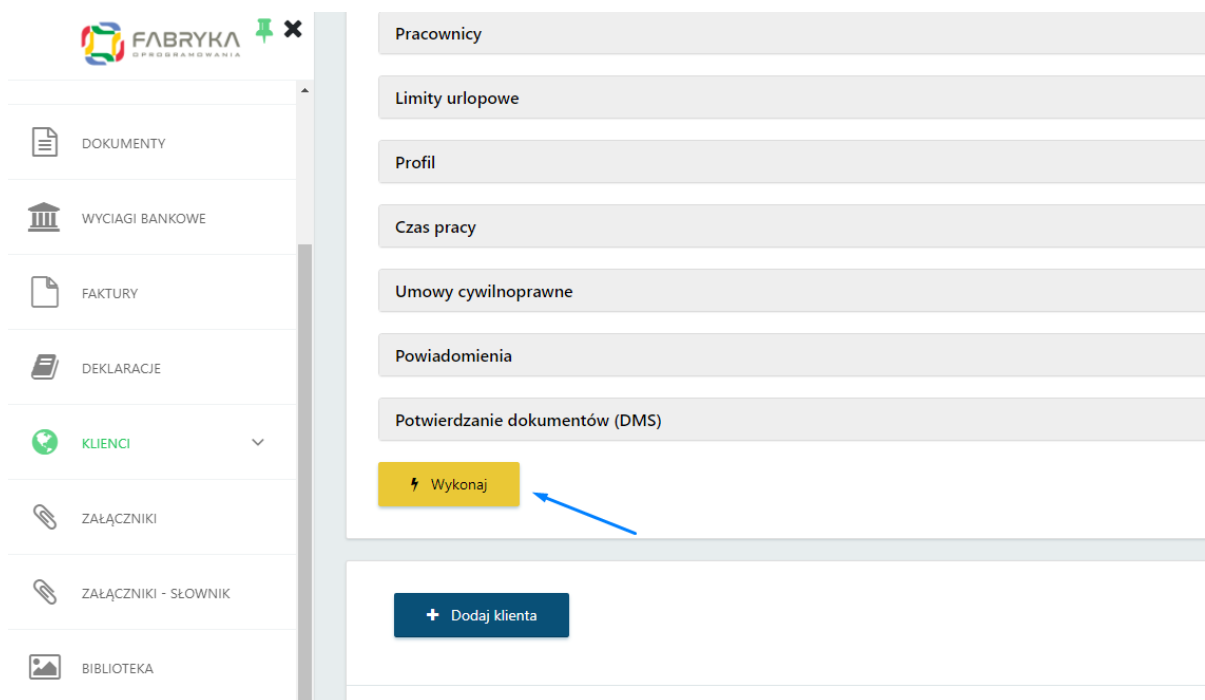 FABRYKA
OPROGRAMOWANIA
DOKUMENTY
WYCIAGI BANKOWE
FAKTURY
DEKLARACJE
KLIENCI
ZAŁĄCZNIKI
ZAŁĄCZNIKI - SŁOWNIK
BIBLIOTEKA
Pracownicy
Limity urlopowe
Profil
Czas pracy
Umowy cywilnoprawne
Powiadomienia
Potwierdzanie dokumentów (DMS)
Wykonaj
+ Dodaj klienta